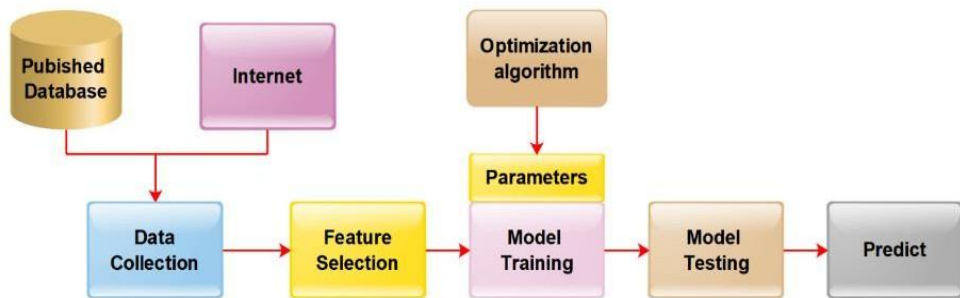 Pubished
Database
Internet
Optimization
algorithm
Parameters
Data
Collection
Feature
Selection
Model
Training
Model
Testing
Predict